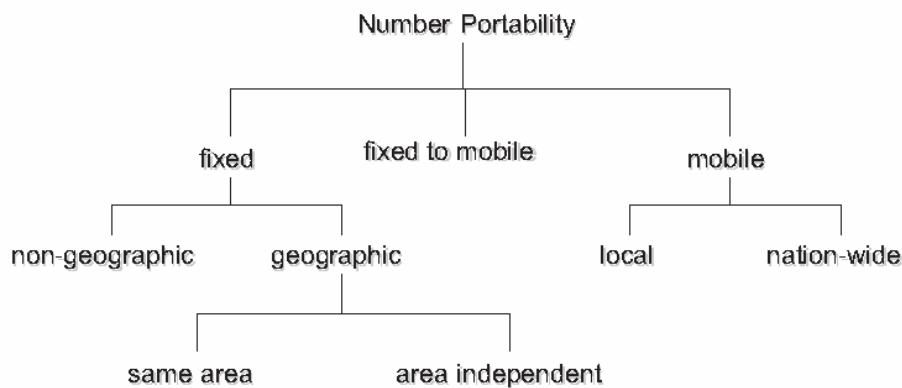 Number Portability
fixed
fixed to mobile
mobile
non-geographic
geographic
local
nation-wide
same area
area independent